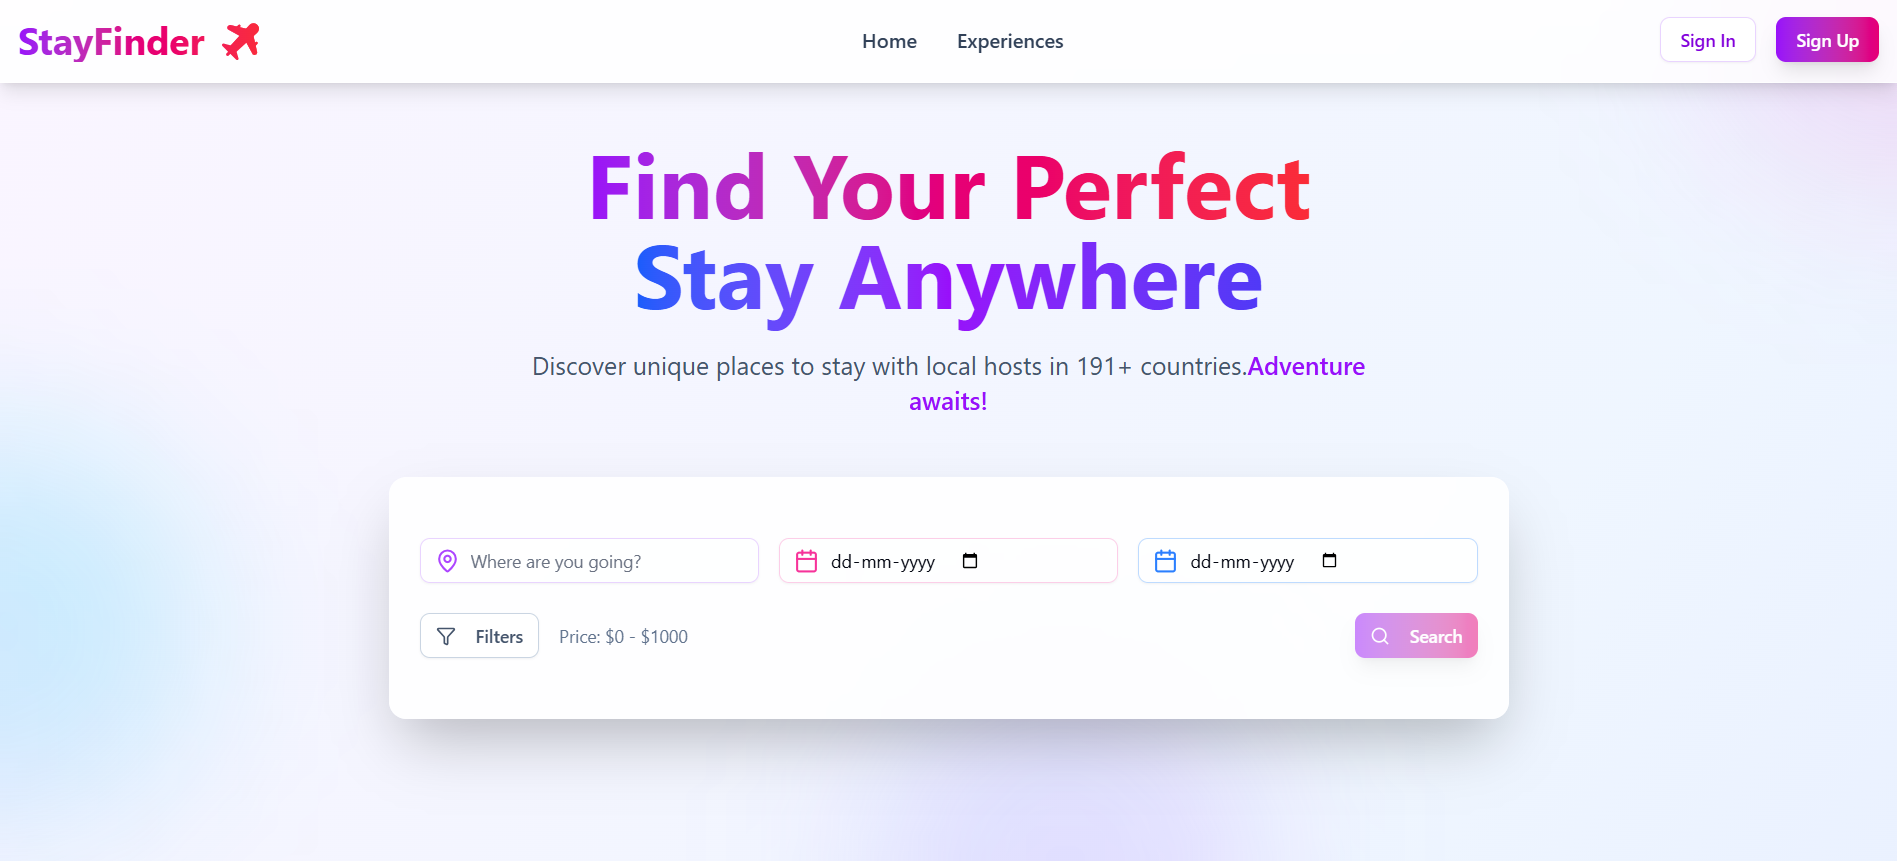 StayFinder
Home
Experiences
Sign In
Sign Up
Find Your Perfect
Stay Anywhere
Discover unique places to stay with local hosts in 191+ countries.Adventure
awaits!
Where are you going?
dd-mm-yyyy
dd-mm-yyyy
Filters
Price: $0 - $1000
Search